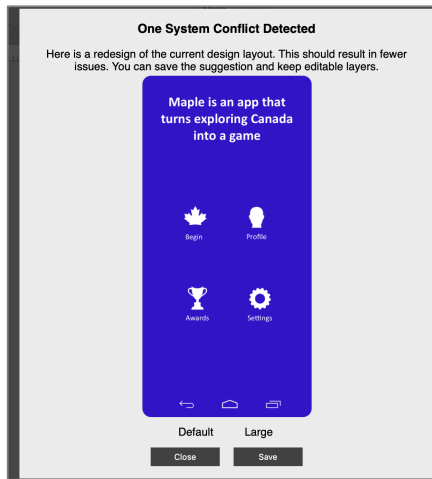 One System Conflict Detected
Here is a redesign of the current design layout. This should result in fewer
issues. You can save the suggestion and keep editable layers.
Maple is an app that
turns exploring Canada
into a game
Begin Profile
Awards Settings
Default Large
Close Save